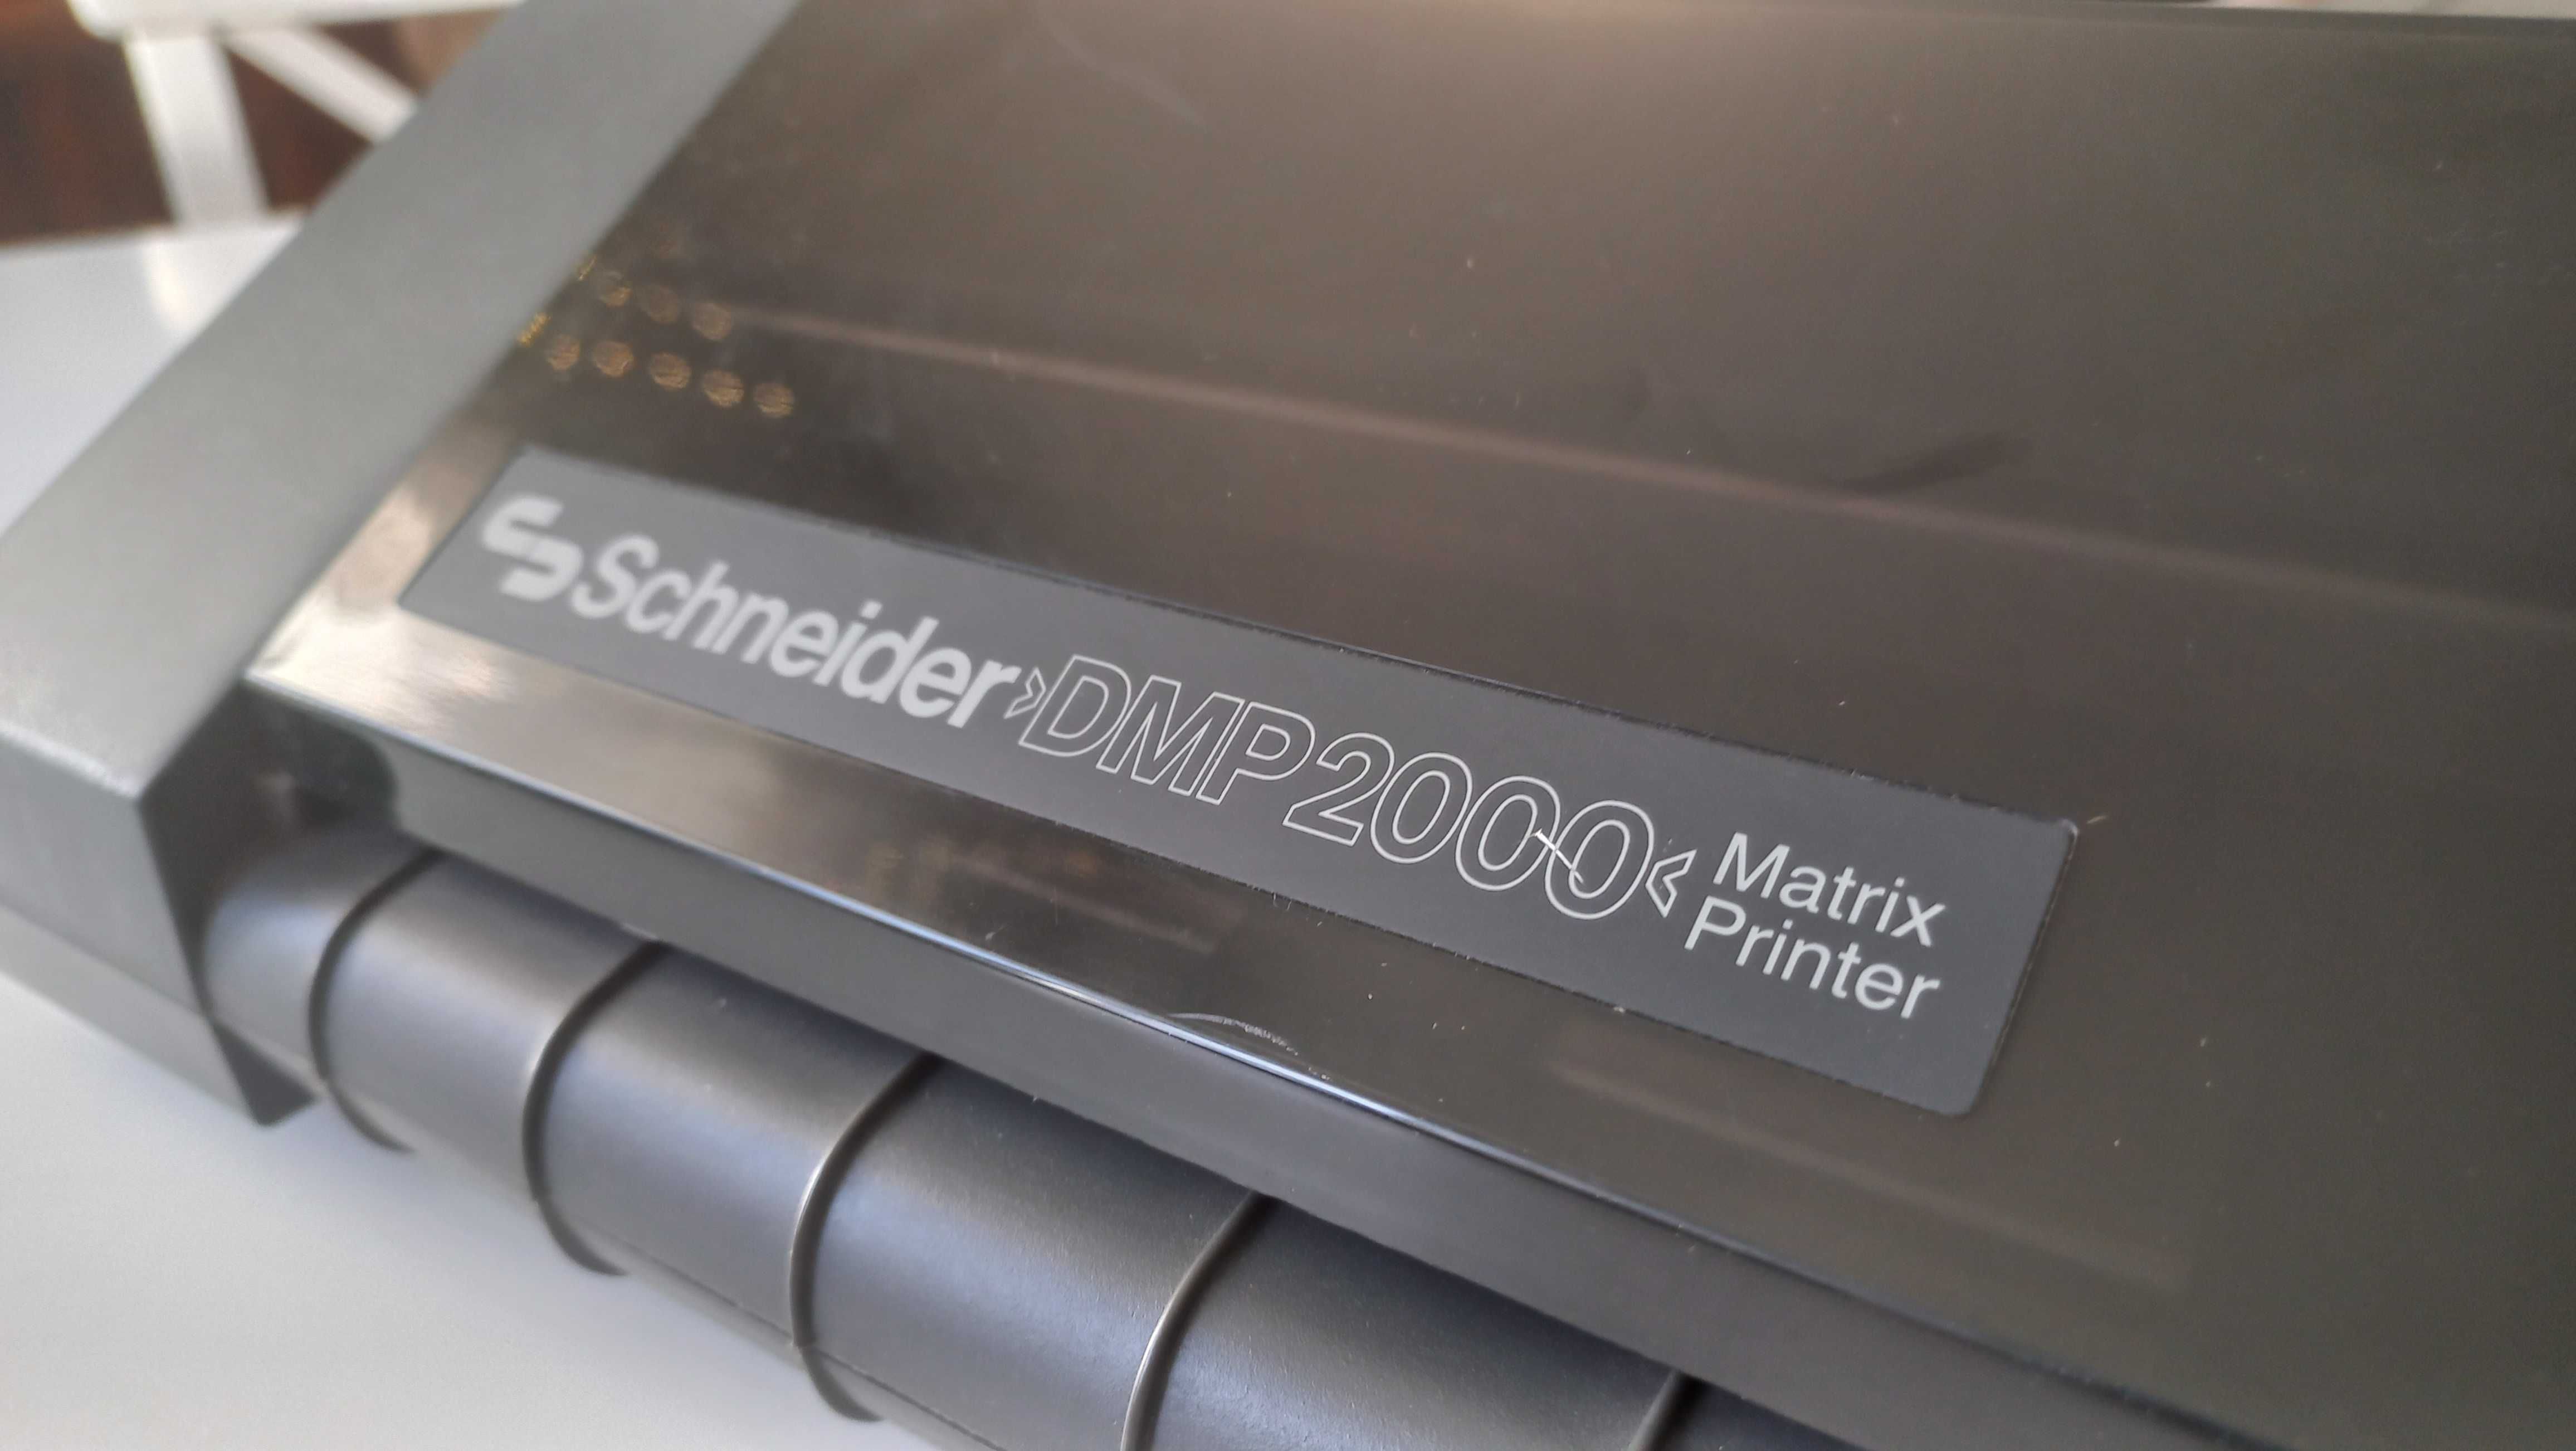 Schneider DMP2000 Matrix
Printer